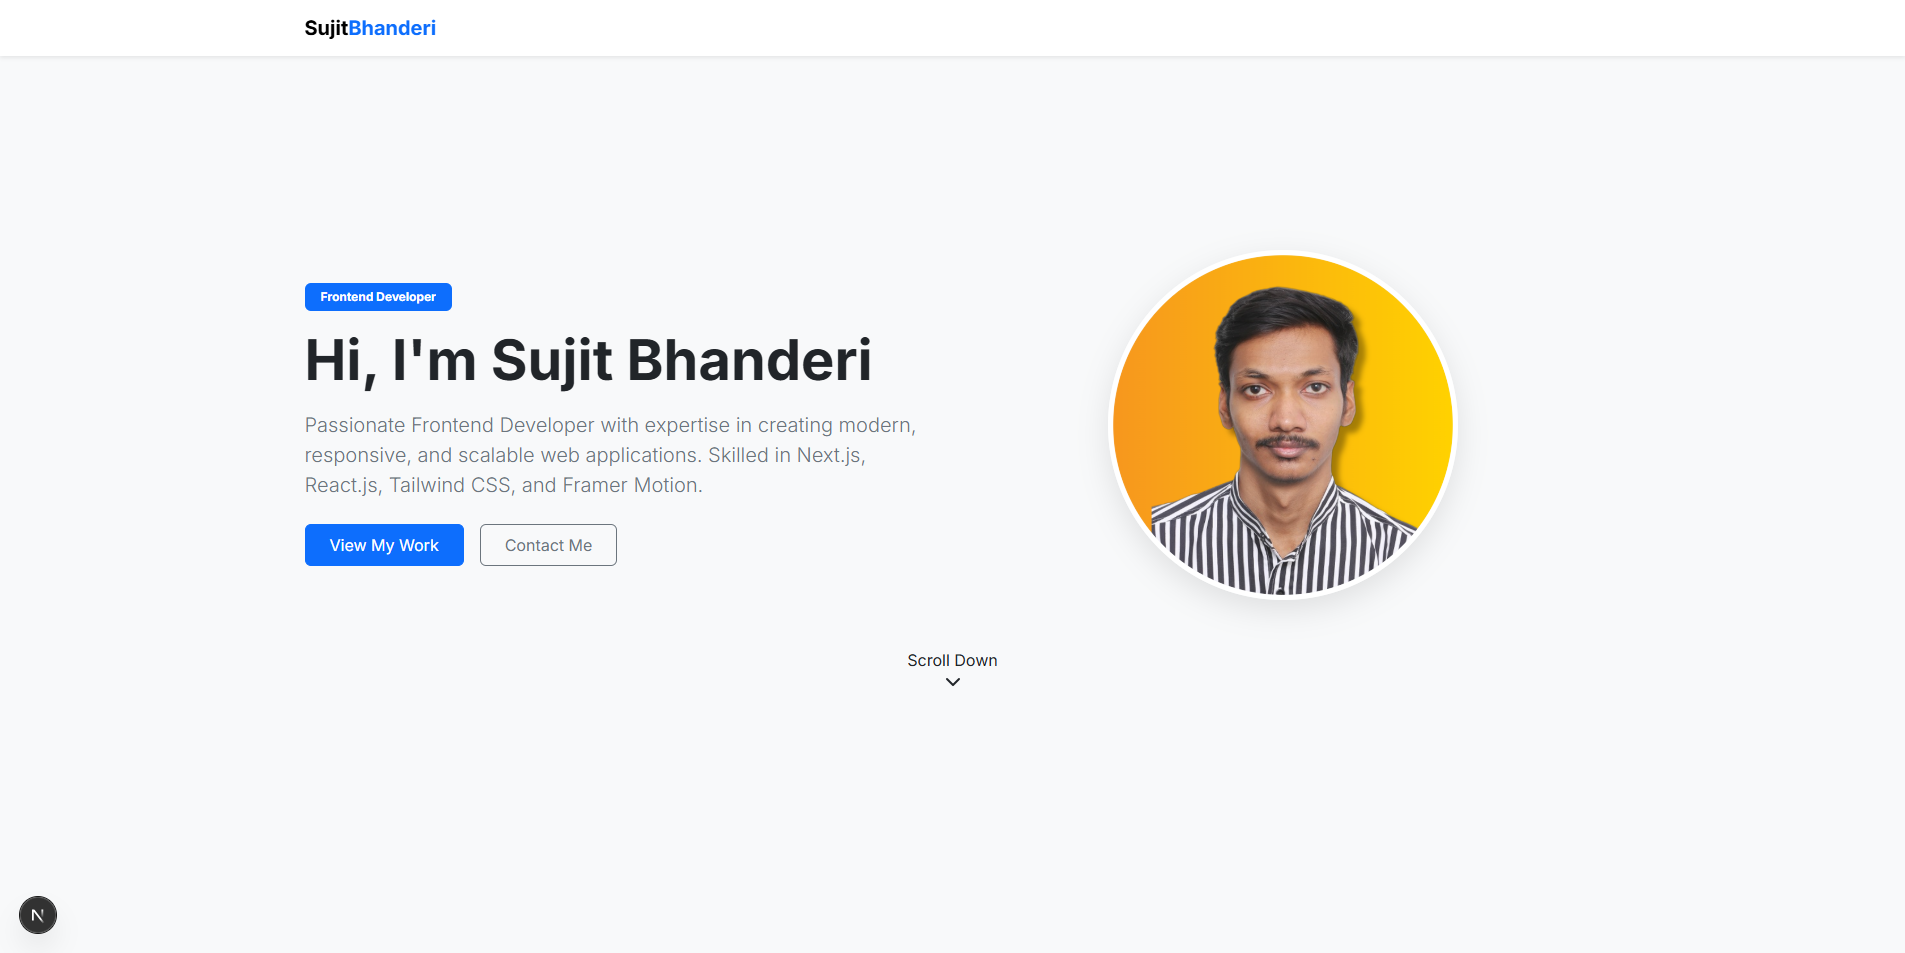 SujitBhanderi
Frontend Developer
Hi, I'm Sujit Bhanderi
Passionate Frontend Developer with expertise in creating modern,
responsive, and scalable web applications. Skilled in Next.js,
React.js, Tailwind CSS, and Framer Motion.
View My Work
Contact Me
Scroll Down
N